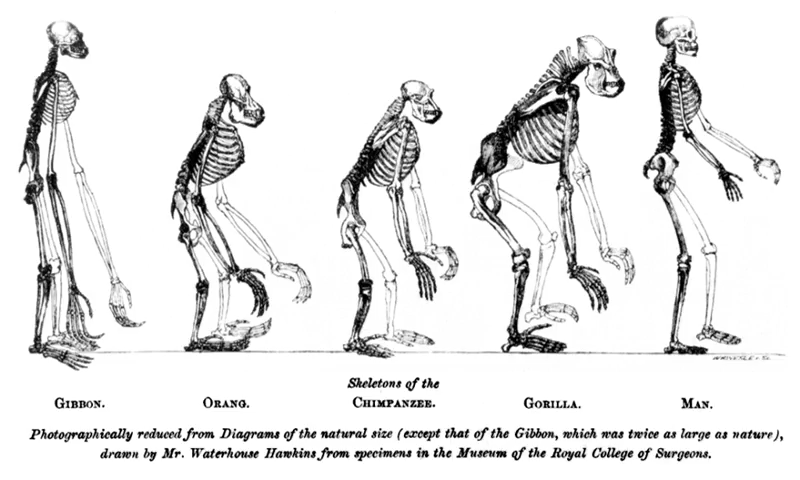 Skeletons of the
GIBBON. ORANG. CHIMPANZEE. GORILLA. MAN.
Photographically reduced from Diagrams of the natural size (except that of the Gibbon, which was twice as large as nature),
drawn by Mr. Waterhouse Hawkins from specimens in the Museum of the Royal College of Surgeons.